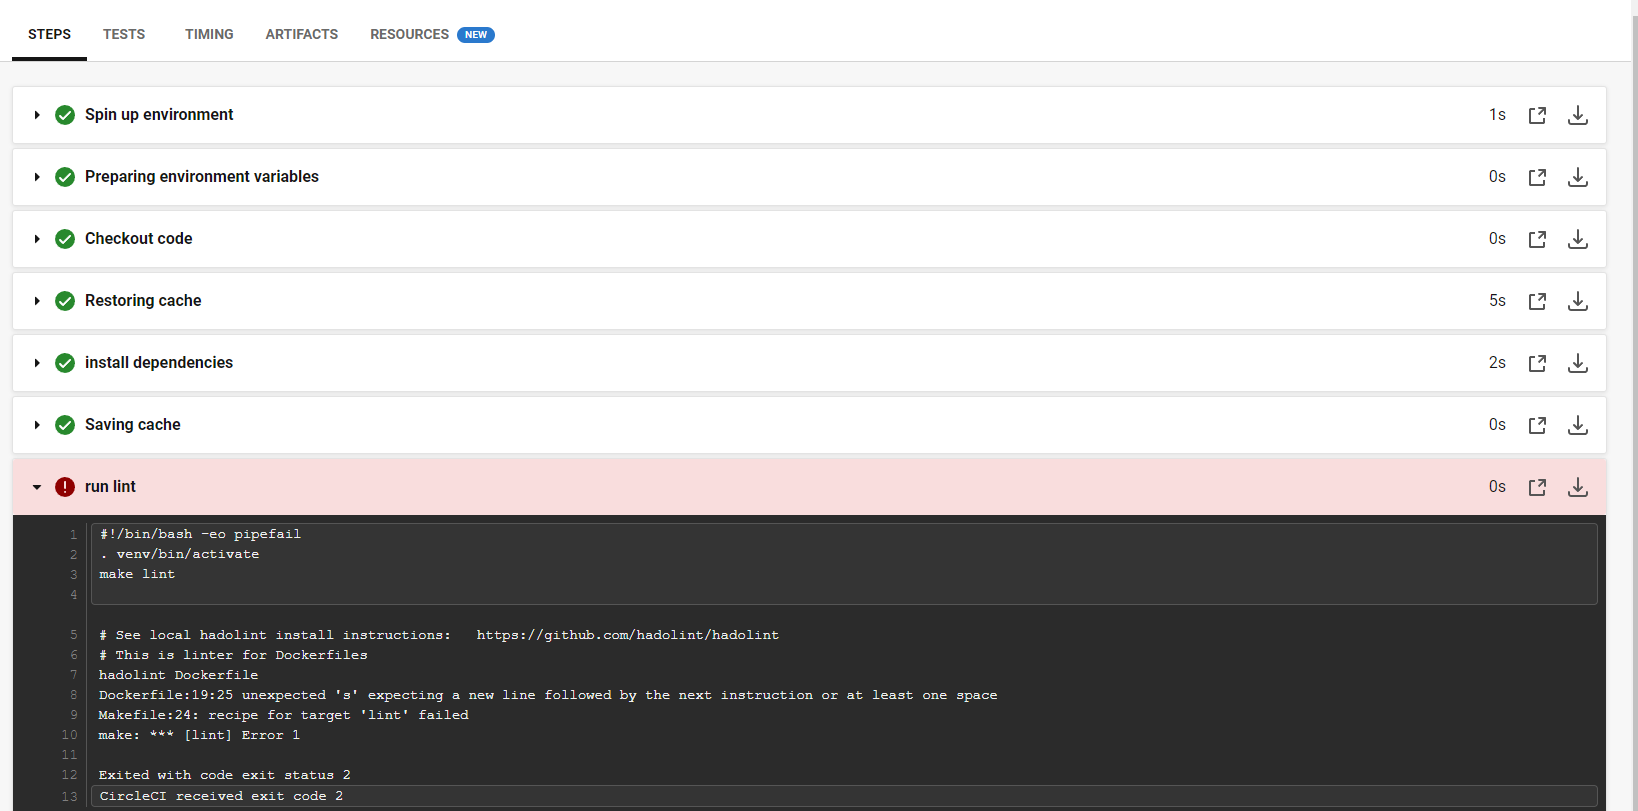 STEPS TESTS TIMING ARTIFACTS RESOURCES NEW
Spin up environment 1s
Preparing environment variables 0s
Checkout code 0s
Restoring cache 5s
install dependencies 2s
Saving cache 0s
run lint 0s
1 #!/bin/bash -eo pipefail
2 . venv/bin/activate
3 make lint
4
5 # See local hadolint install instructions:   https://github.com/hadolint/hadolint
6 # This is linter for Dockerfiles
7 hadolint Dockerfile
8 Dockerfile:19:25 unexpected 's' expecting a new line followed by the next instruction or at least one space
9 Makefile:24: recipe for target 'lint' failed
10 make: *** [lint] Error 1
11
12 Exited with code exit status 2
13 CircleCI received exit code 2